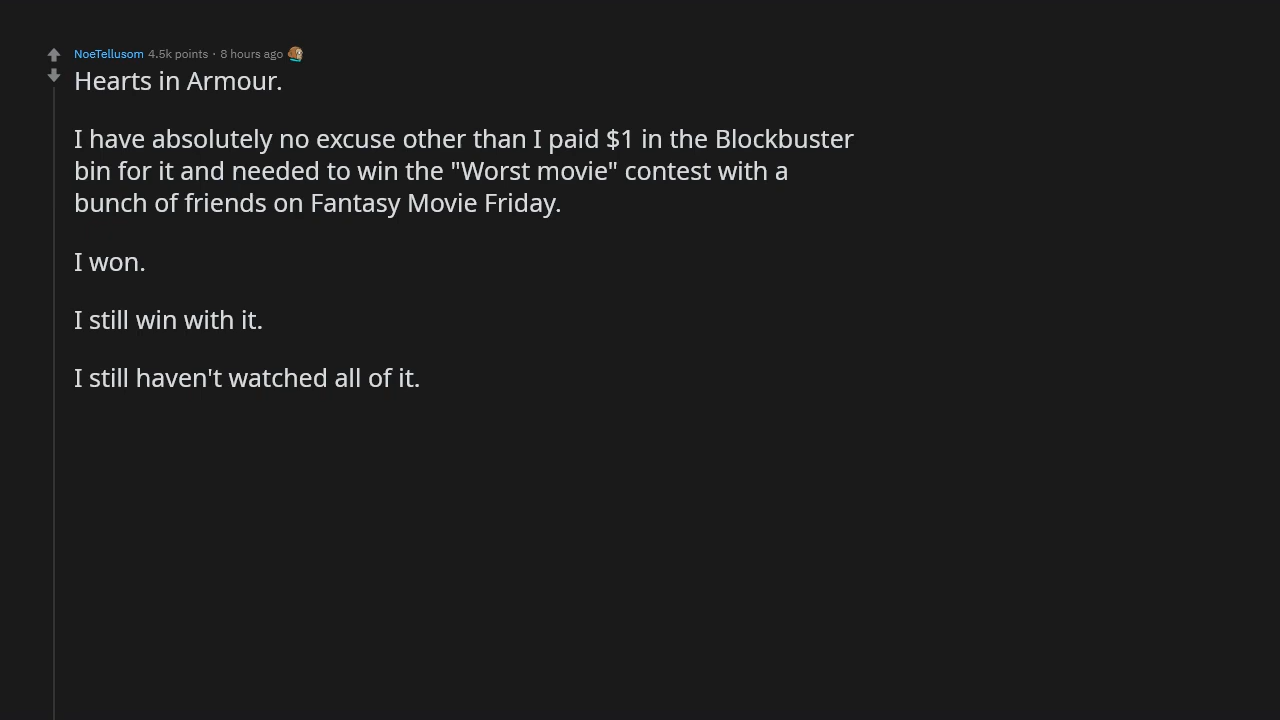 NoeTellusom 4.5k points · 8 hours ago
Hearts in Armour.
I have absolutely no excuse other than I paid $1 in the Blockbuster
bin for it and needed to win the "Worst movie" contest with a
bunch of friends on Fantasy Movie Friday.
I won.
I still win with it.
I still haven't watched all of it.